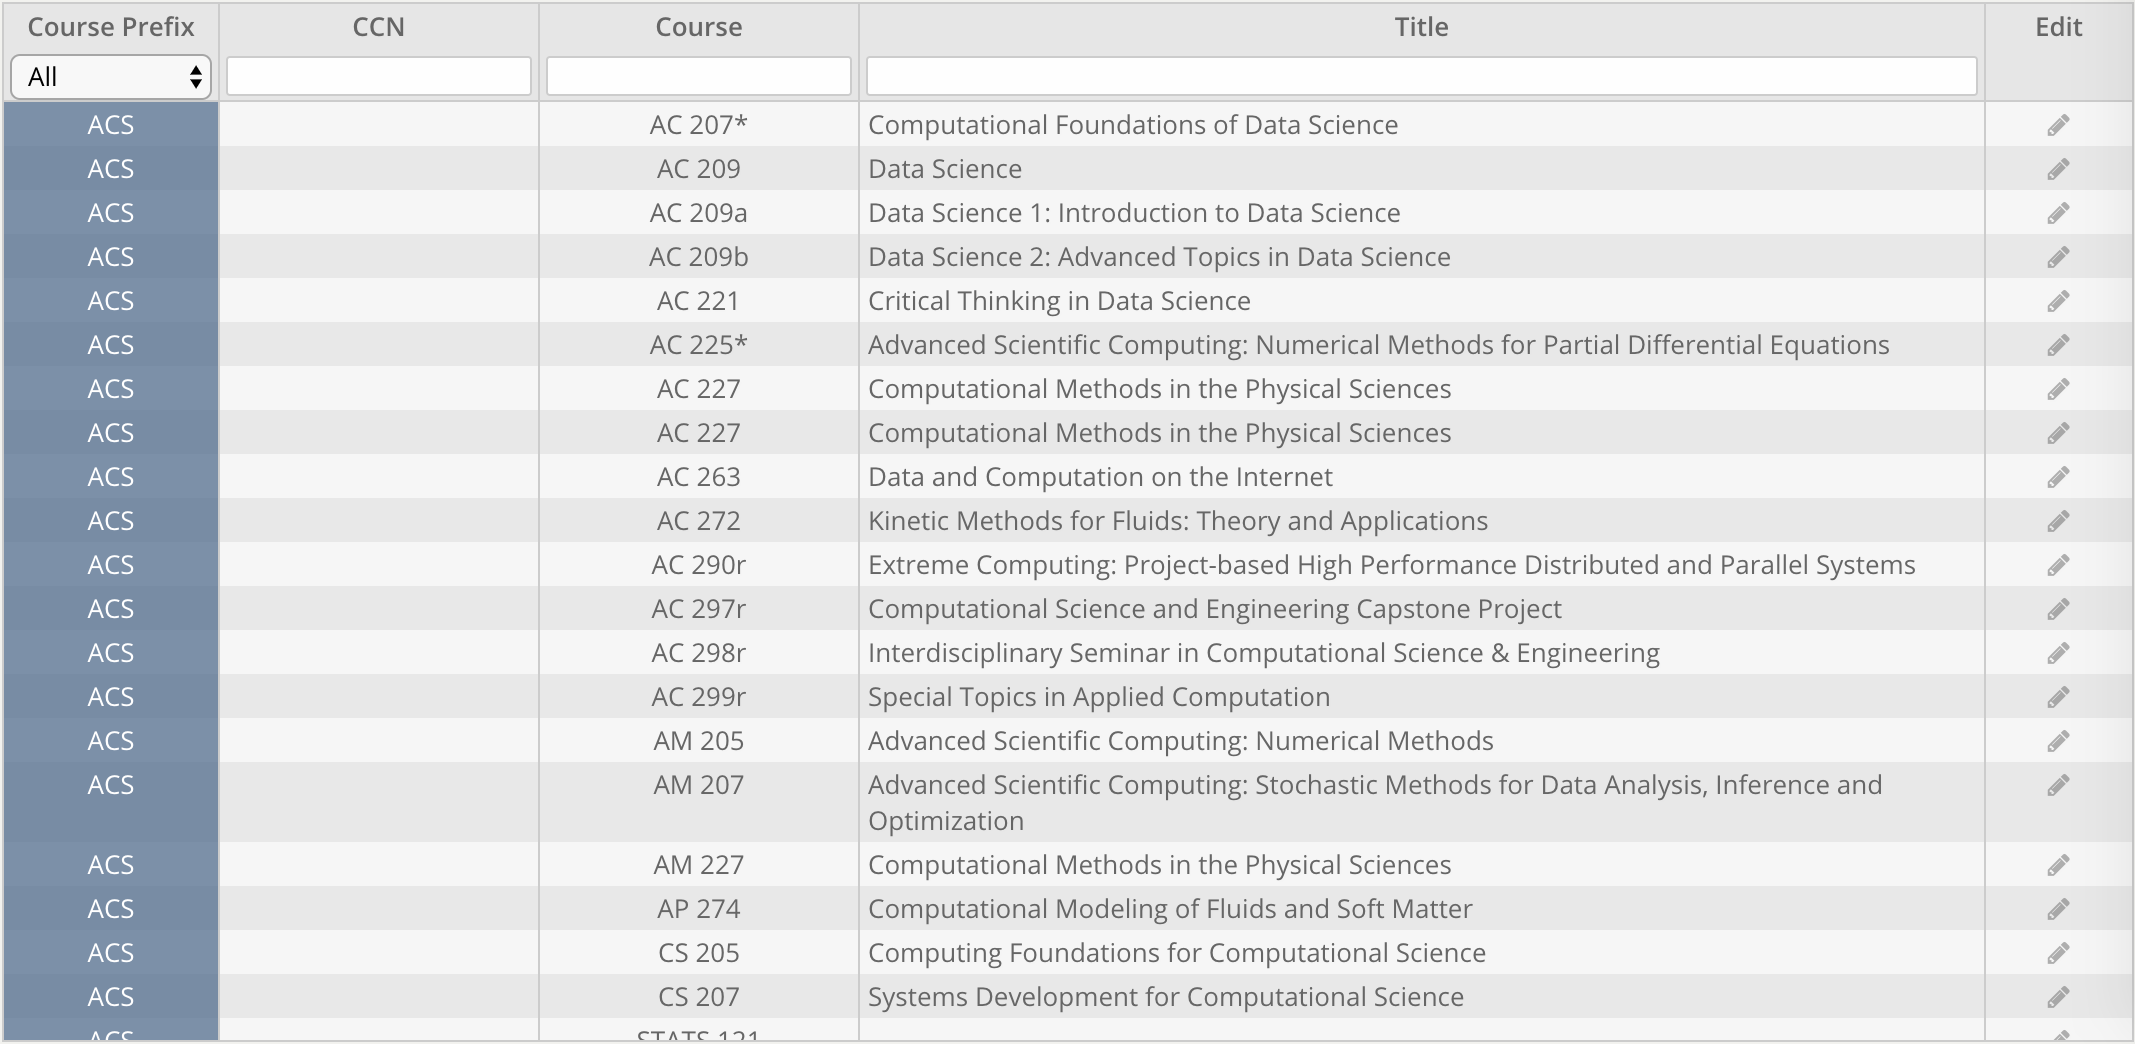 Course Prefix CCN Course Title Edit
All
ACS AC 207* Computational Foundations of Data Science
ACS AC 209 Data Science
ACS AC 209a Data Science 1: Introduction to Data Science
ACS AC 209b Data Science 2: Advanced Topics in Data Science
ACS AC 221 Critical Thinking in Data Science
ACS AC 225* Advanced Scientific Computing: Numerical Methods for Partial Differential Equations
ACS AC 227 Computational Methods in the Physical Sciences
ACS AC 227 Computational Methods in the Physical Sciences
ACS AC 263 Data and Computation on the Internet
ACS AC 272 Kinetic Methods for Fluids: Theory and Applications
ACS AC 290r Extreme Computing: Project-based High Performance Distributed and Parallel Systems
ACS AC 297r Computational Science and Engineering Capstone Project
ACS AC 298r Interdisciplinary Seminar in Computational Science & Engineering
ACS AC 299r Special Topics in Applied Computation
ACS AM 205 Advanced Scientific Computing: Numerical Methods
ACS AM 207 Advanced Scientific Computing: Stochastic Methods for Data Analysis, Inference and
Optimization
ACS AM 227 Computational Methods in the Physical Sciences
ACS AP 274 Computational Modeling of Fluids and Soft Matter
ACS CS 205 Computing Foundations for Computational Science
ACS CS 207 Systems Development for Computational Science
ACS STATS 121